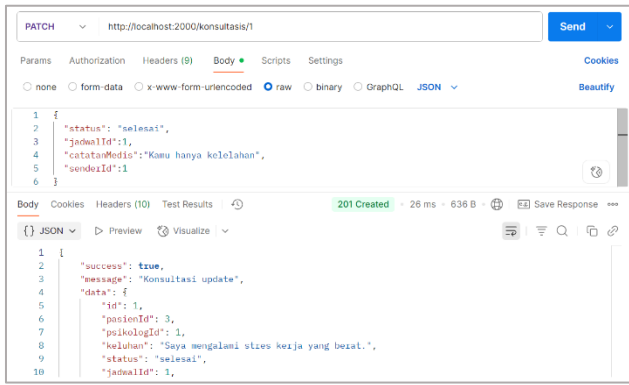 PATCH http://localhost:2000/konsultasis/1 Send
Params Authorization Headers (9) Body Scripts Settings Cookies
none form-data x-www-form-urlencoded raw binary GraphQL JSON Beautify
1 {
2 "status": "selesai",
3 "jadwalId":1,
4 "catatanMedis":"Kamu hanya kelelahan",
5 "senderId":1
6 }
Body Cookies Headers (10) Test Results 201 Created 26 ms 636 B Save Response
{} JSON Preview Visualize
1 {
2 "success": true,
3 "message": "Konsultasi update",
4 "data": {
5 "id": 1,
6 "pasienId": 3,
7 "psikologId": 1,
8 "keluhan": "Saya mengalami stres kerja yang berat.",
9 "status": "selesai",
10 "jadwalId": 1,